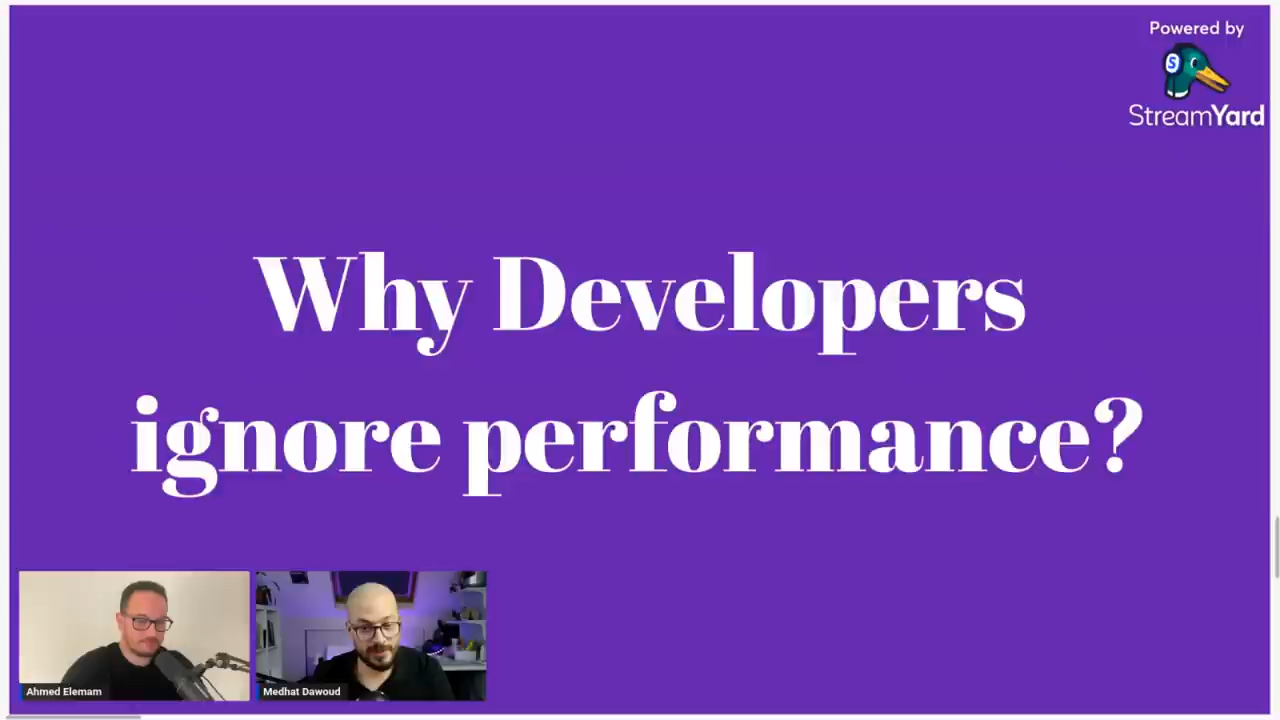 Powered by
StreamYard
Why Developers
ignore performance?
Ahmed Elemam
Medhat Dawoud